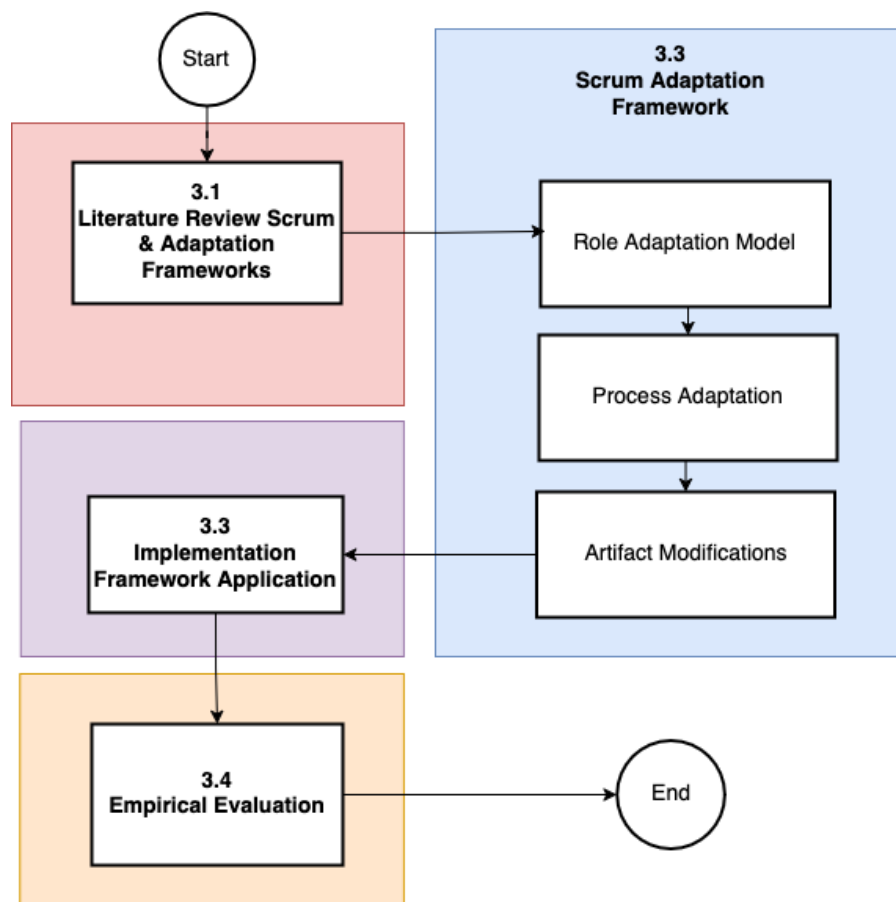 Start
3.1
Literature Review Scrum
& Adaptation
Frameworks
3.3
Scrum Adaptation
Framework
Role Adaptation Model
Process Adaptation
Artifact Modifications
3.3
Implementation
Framework Application
3.4
Empirical Evaluation
End